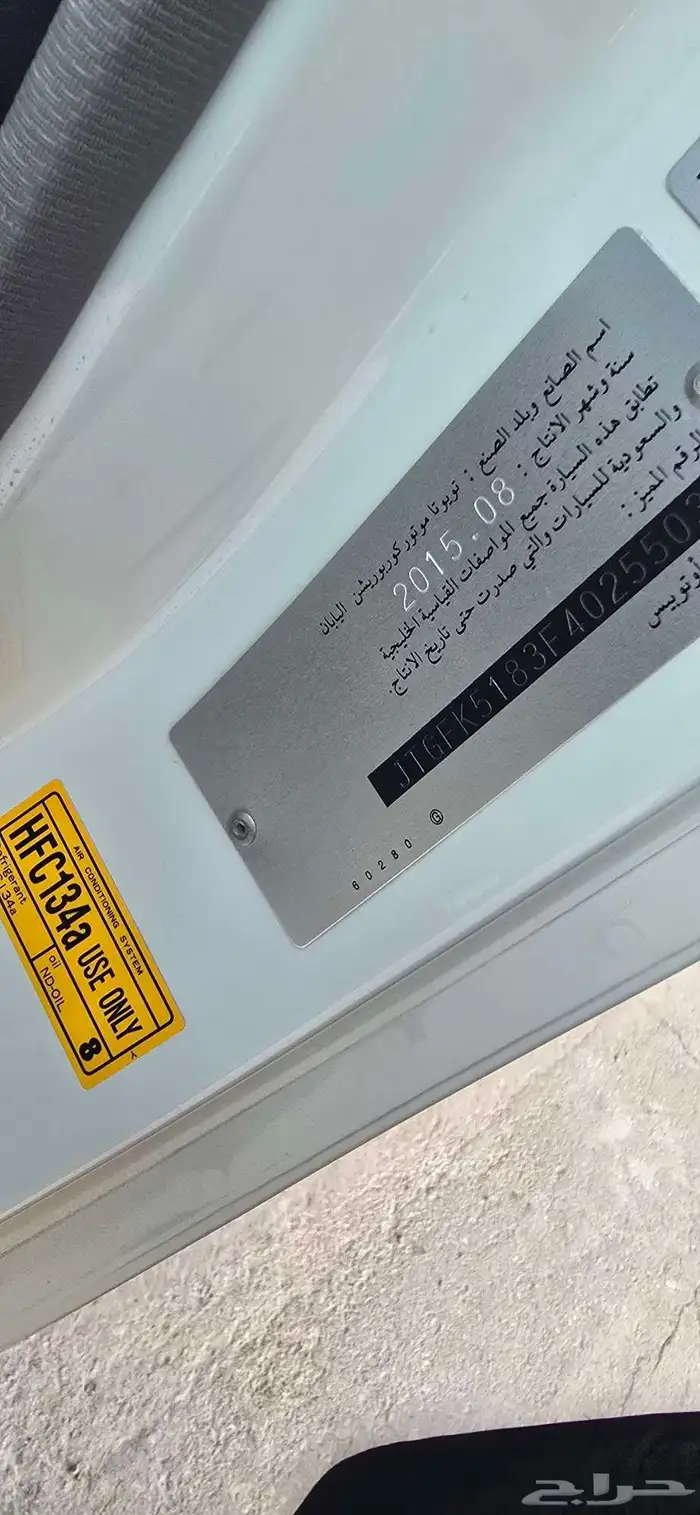 اسم الصانع وبلد الصنع : تويوتا موتور كوربوريشن اليابان
سنة وشهر الانتاج : 2015.08
تطابق هذه السيارة جميع المواصفات القياسية الخليجية
والسعودية للسيارات والتي صدرت حتى تاريخ الانتاج.
الرقم المميز :
JTGFK5183F4025503
أوتوبيس
60280 G
AIR CONDITIONING SYSTEM
HFC134a USE ONLY
oil
ND-OIL 8
حراج